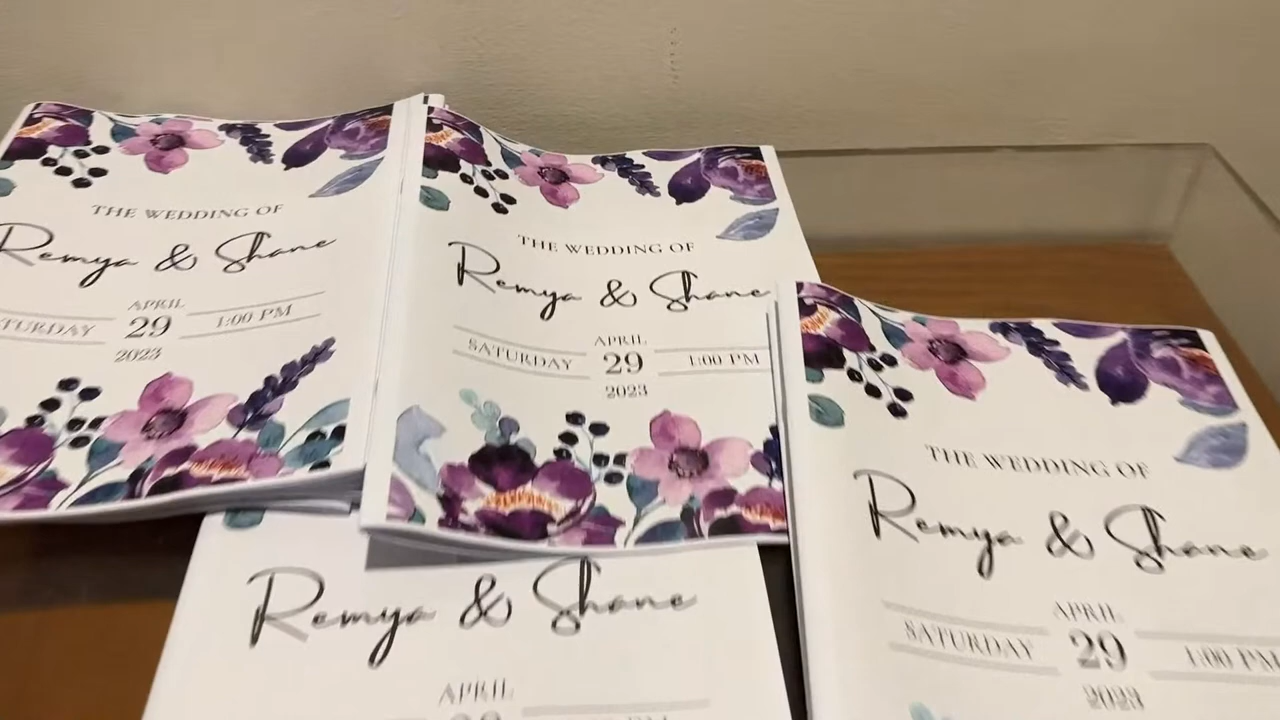 THE WEDDING OF
Remya & Shane
APRIL
29
1:00 PM
2023
THE WEDDING OF
Remya & Shane
APRIL
SATURDAY 29 1:00 PM
2023
THE WEDDING OF
Remya & Shane
APRIL
SATURDAY 29 1:00 PM
2023
Remya & Shane
APRIL